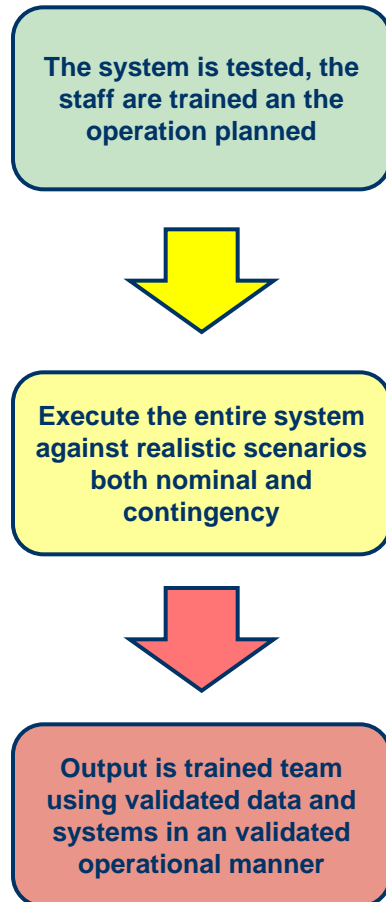 The system is tested, the
staff are trained an the
operation planned
Execute the entire system
against realistic scenarios
both nominal and
contingency
Output is trained team
using validated data and
systems in an validated
operational manner